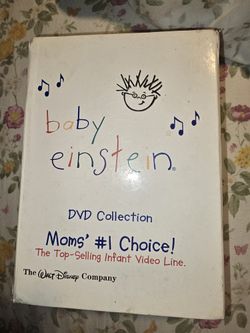 baby
einstein®
DVD Collection
Moms' #1 Choice!
The Top-Selling Infant Video Line.
The Walt Disney Company